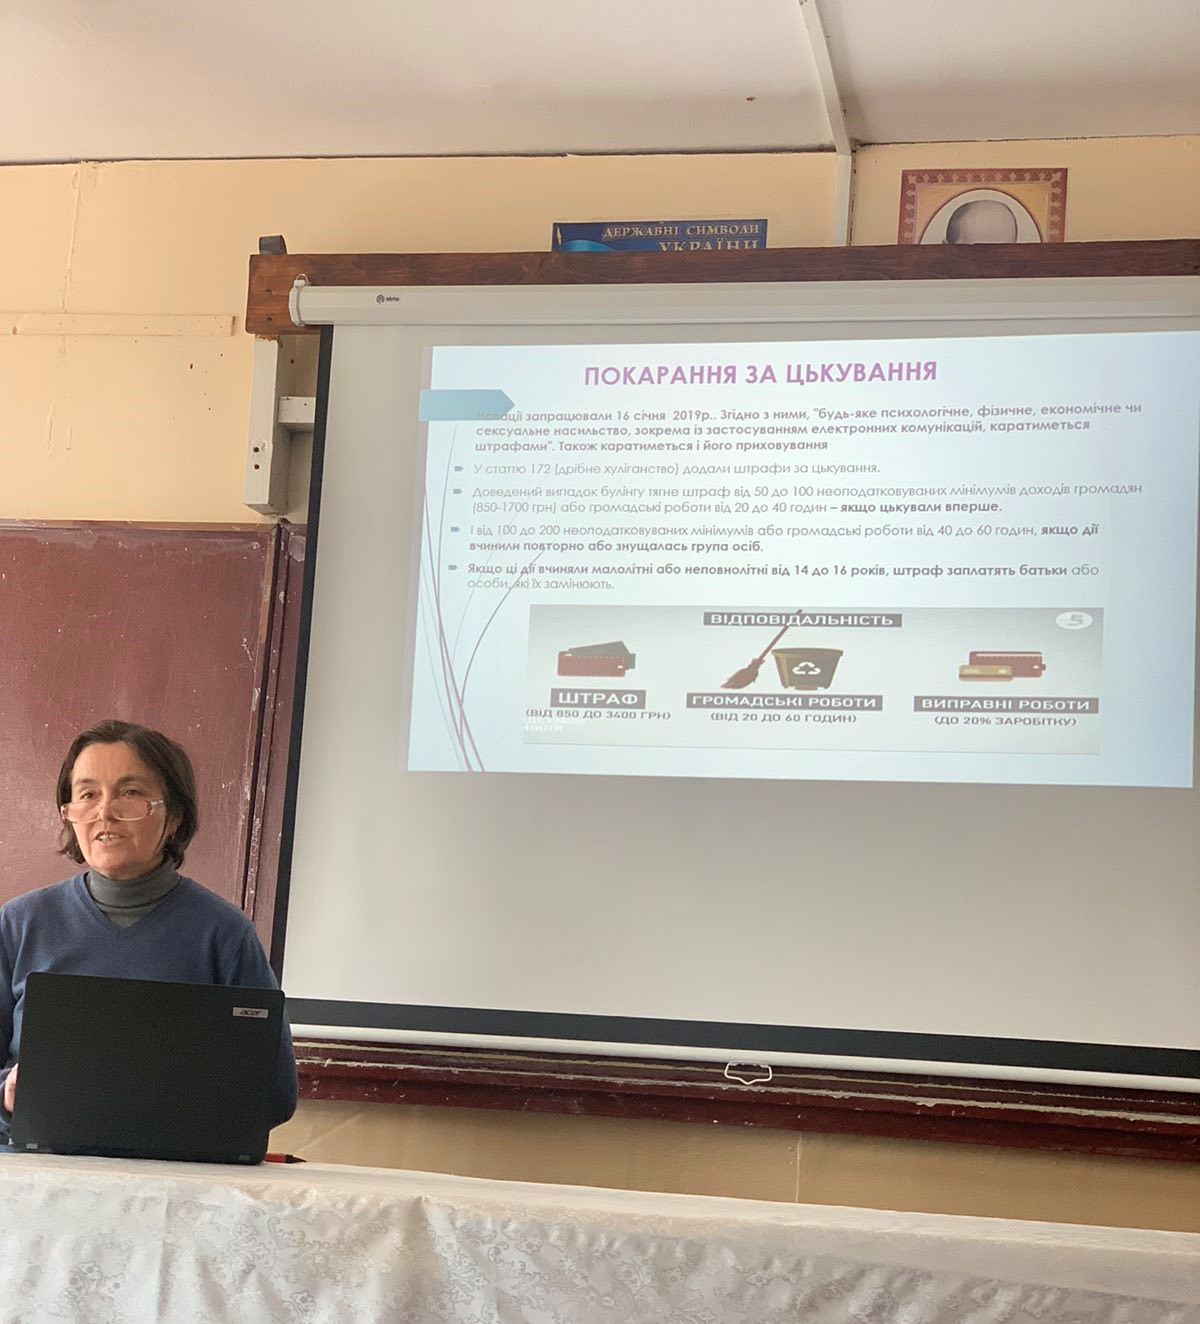 ДЕРЖАВНІ СИМВОЛИ
УКРАЇНИ
ПОКАРАННЯ ЗА ЦЬКУВАННЯ
Новації запрацювали 16 січня 2019р.. Згідно з ними, "будь-яке психологічне, фізичне, економічне чи
сексуальне насильство, зокрема із застосуванням електронних комунікацій, каратиметься
штрафами". Також каратиметься і його приховування
У статтю 172 (дрібне хуліганство) додали штрафи за цькування.
Доведений випадок булінгу тягне штраф від 50 до 100 неоподатковуваних мінімумів доходів громадян
(850-1700 грн) або громадські роботи від 20 до 40 годин – якщо цькували вперше.
І від 100 до 200 неоподатковуваних мінімумів або громадські роботи від 40 до 60 годин, якщо дії
вчинили повторно або знущалась група осіб.
Якщо ці дії вчиняли малолітні або неповнолітні від 14 до 16 років, штраф заплатять батьки або
особи, які їх замінюють.
ВІДПОВІДАЛЬНІСТЬ
5
ШТРАФ
(ВІД 850 ДО 3400 ГРН)
ГРОМАДСЬКІ РОБОТИ
(ВІД 20 ДО 60 ГОДИН)
ВИПРАВНІ РОБОТИ
(ДО 20% ЗАРОБІТКУ)
acer